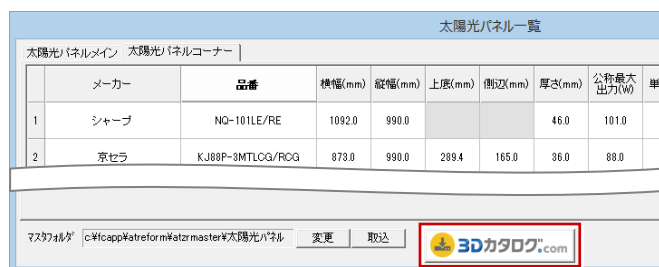 太陽光パネル一覧
太陽光パネルメイン 太陽光パネルコーナー
メーカー 品番 横幅(mm) 縦幅(mm) 上底(mm) 側辺(mm) 厚さ(mm) 公称最大出力(W) 単
1 シャープ NQ-101LE/RE 1092.0 990.0 46.0 101.0
2 京セラ KJ88P-3MTLCG/RCG 873.0 990.0 289.4 165.0 36.0 88.0
マスタフォルダ c:¥fcapp¥atreform¥atzrmaster¥太陽光パネル 変更 取込 3Dカタログ.com